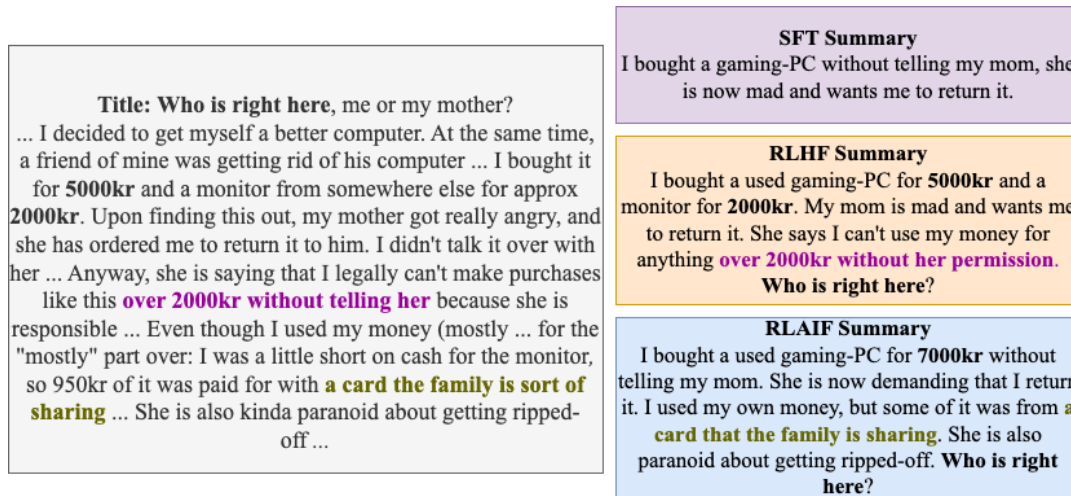 Title: Who is right here, me or my mother?
... I decided to get myself a better computer. At the same time,
a friend of mine was getting rid of his computer ... I bought it
for 5000kr and a monitor from somewhere else for approx
2000kr. Upon finding this out, my mother got really angry, and
she has ordered me to return it to him. I didn't talk it over with
her ... Anyway, she is saying that I legally can't make purchases
like this over 2000kr without telling her because she is
responsible ... Even though I used my money (mostly ... for the
"mostly" part over: I was a little short on cash for the monitor,
so 950kr of it was paid for with a card the family is sort of
sharing ... She is also kinda paranoid about getting ripped-
off ...
SFT Summary
I bought a gaming-PC without telling my mom, she
is now mad and wants me to return it.
RLHF Summary
I bought a used gaming-PC for 5000kr and a
monitor for 2000kr. My mom is mad and wants me
to return it. She says I can't use my money for
anything over 2000kr without her permission.
Who is right here?
RLAIF Summary
I bought a used gaming-PC for 7000kr without
telling my mom. She is now demanding that I return
it. I used my own money, but some of it was from a
card that the family is sharing. She is also
paranoid about getting ripped-off. Who is right
here?